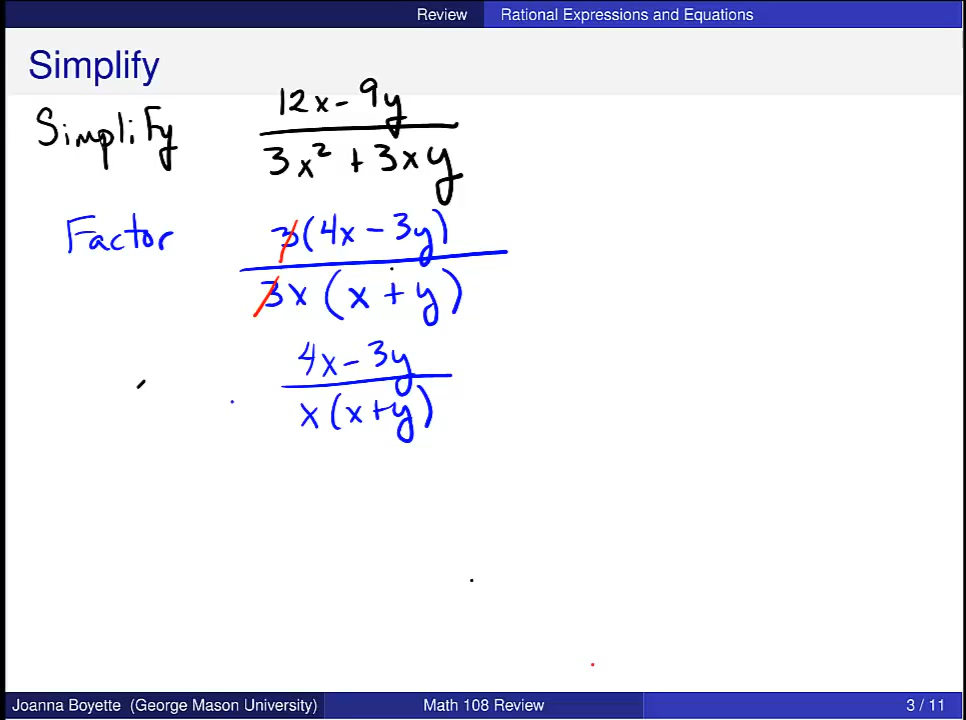 Review Rational Expressions and Equations
Simplify
Simplify 12x - 9y
3x² + 3xy
Factor 3(4x - 3y)
3x(x + y)
4x - 3y
x(x+y)
Joanna Boyette (George Mason University) Math 108 Review 3 / 11